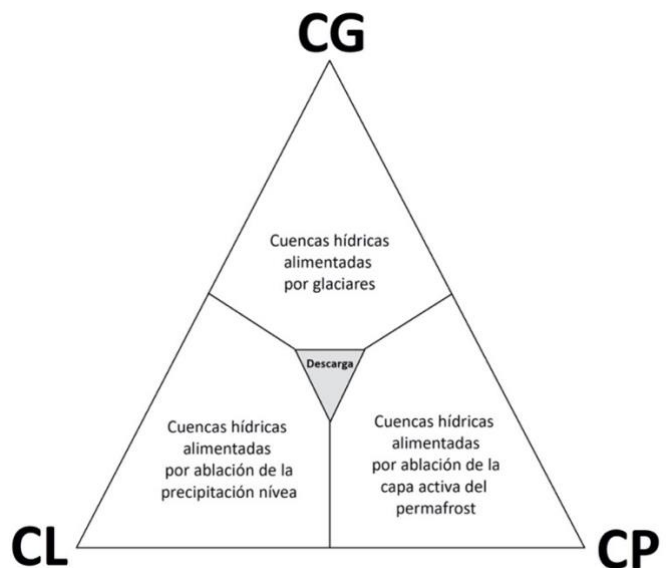 CG
Cuencas hídricas
alimentadas
por glaciares
Descarga
Cuencas hídricas
alimentadas
por ablación de la
precipitación nívea
Cuencas hídricas
alimentadas
por ablación de la
capa activa del
permafrost
CL
CP